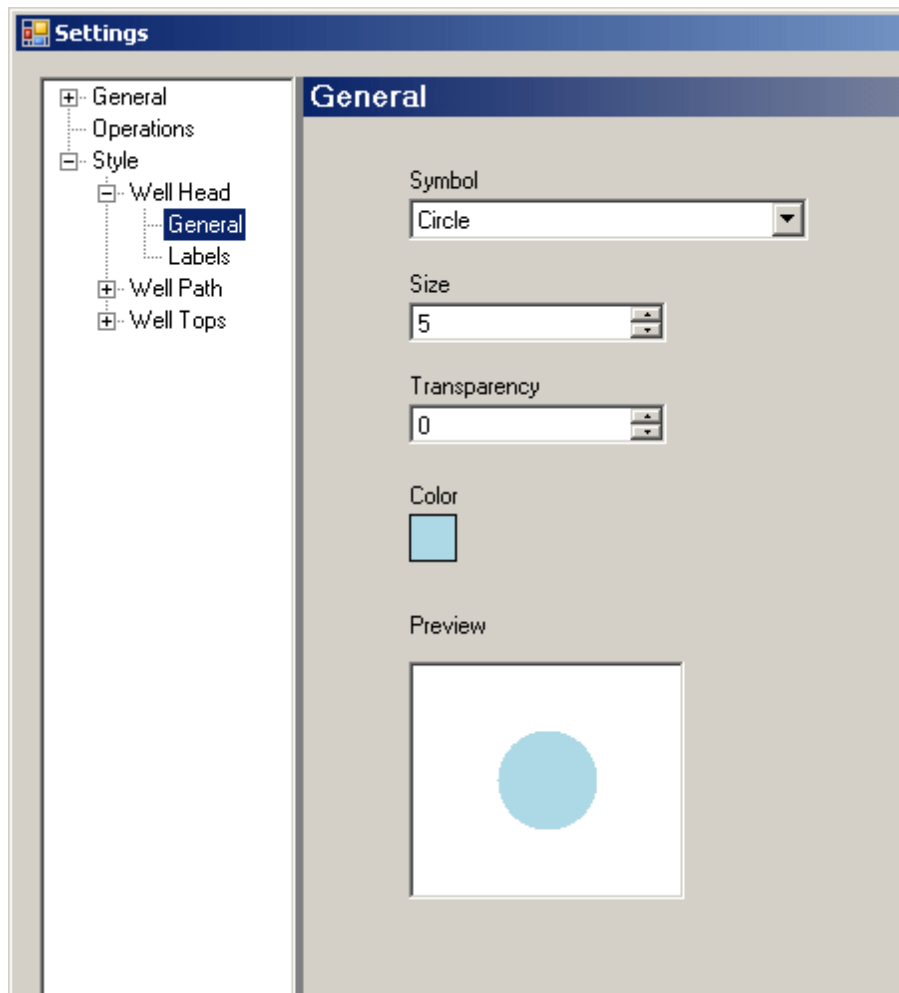 Settings
General
Operations
Style
Well Head
General
Labels
Well Path
Well Tops
General
Symbol
Circle
Size
5
Transparency
0
Color
Preview